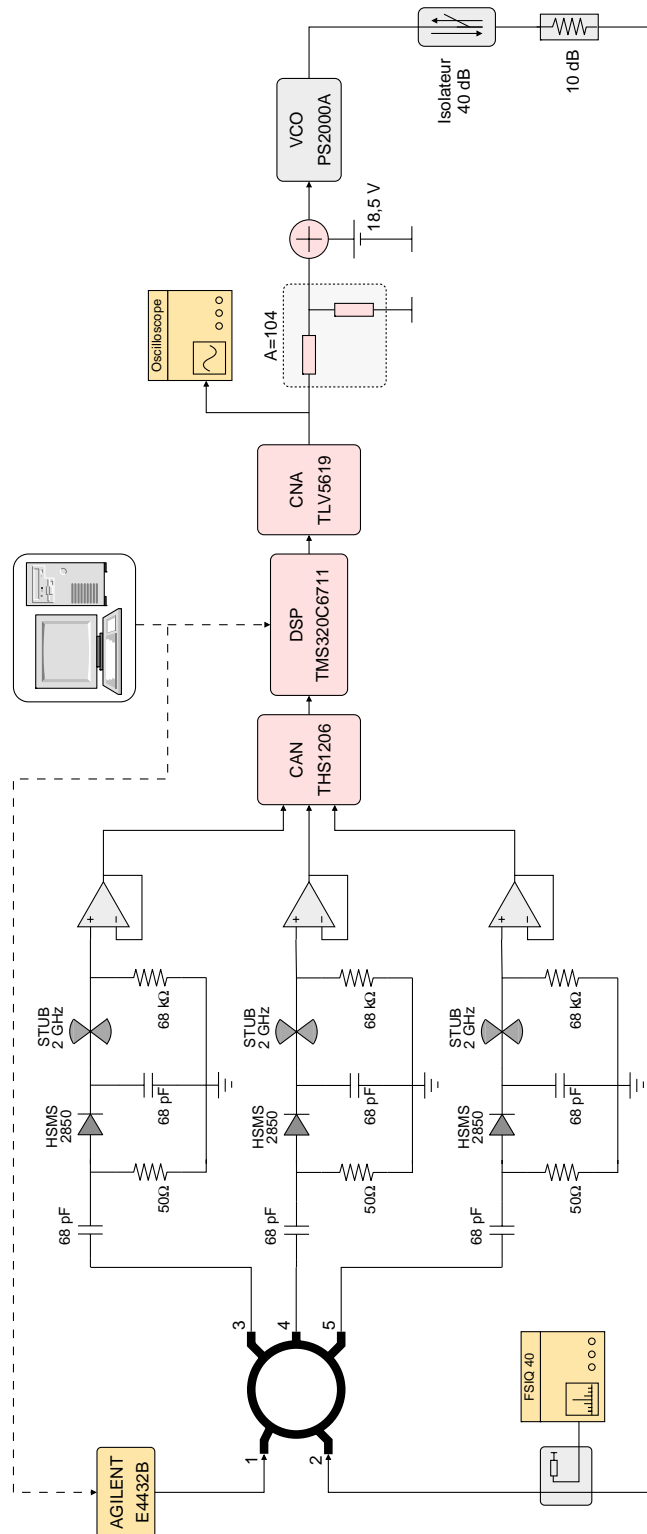 AGILENT
E4432B
1
2
3
4
5
FSIQ 40
68 pF
50Ω
HSMS
2850
68 pF
STUB
2 GHz
68 kΩ
+
−
68 pF
50Ω
HSMS
2850
68 pF
STUB
2 GHz
68 kΩ
+
−
68 pF
50Ω
HSMS
2850
68 pF
STUB
2 GHz
68 kΩ
+
−
CAN
THS1206
DSP
TMS320C6711
CNA
TLV5619
Oscilloscope
A=104
18,5 V
VCO
PS2000A
Isolateur
40 dB
10 dB